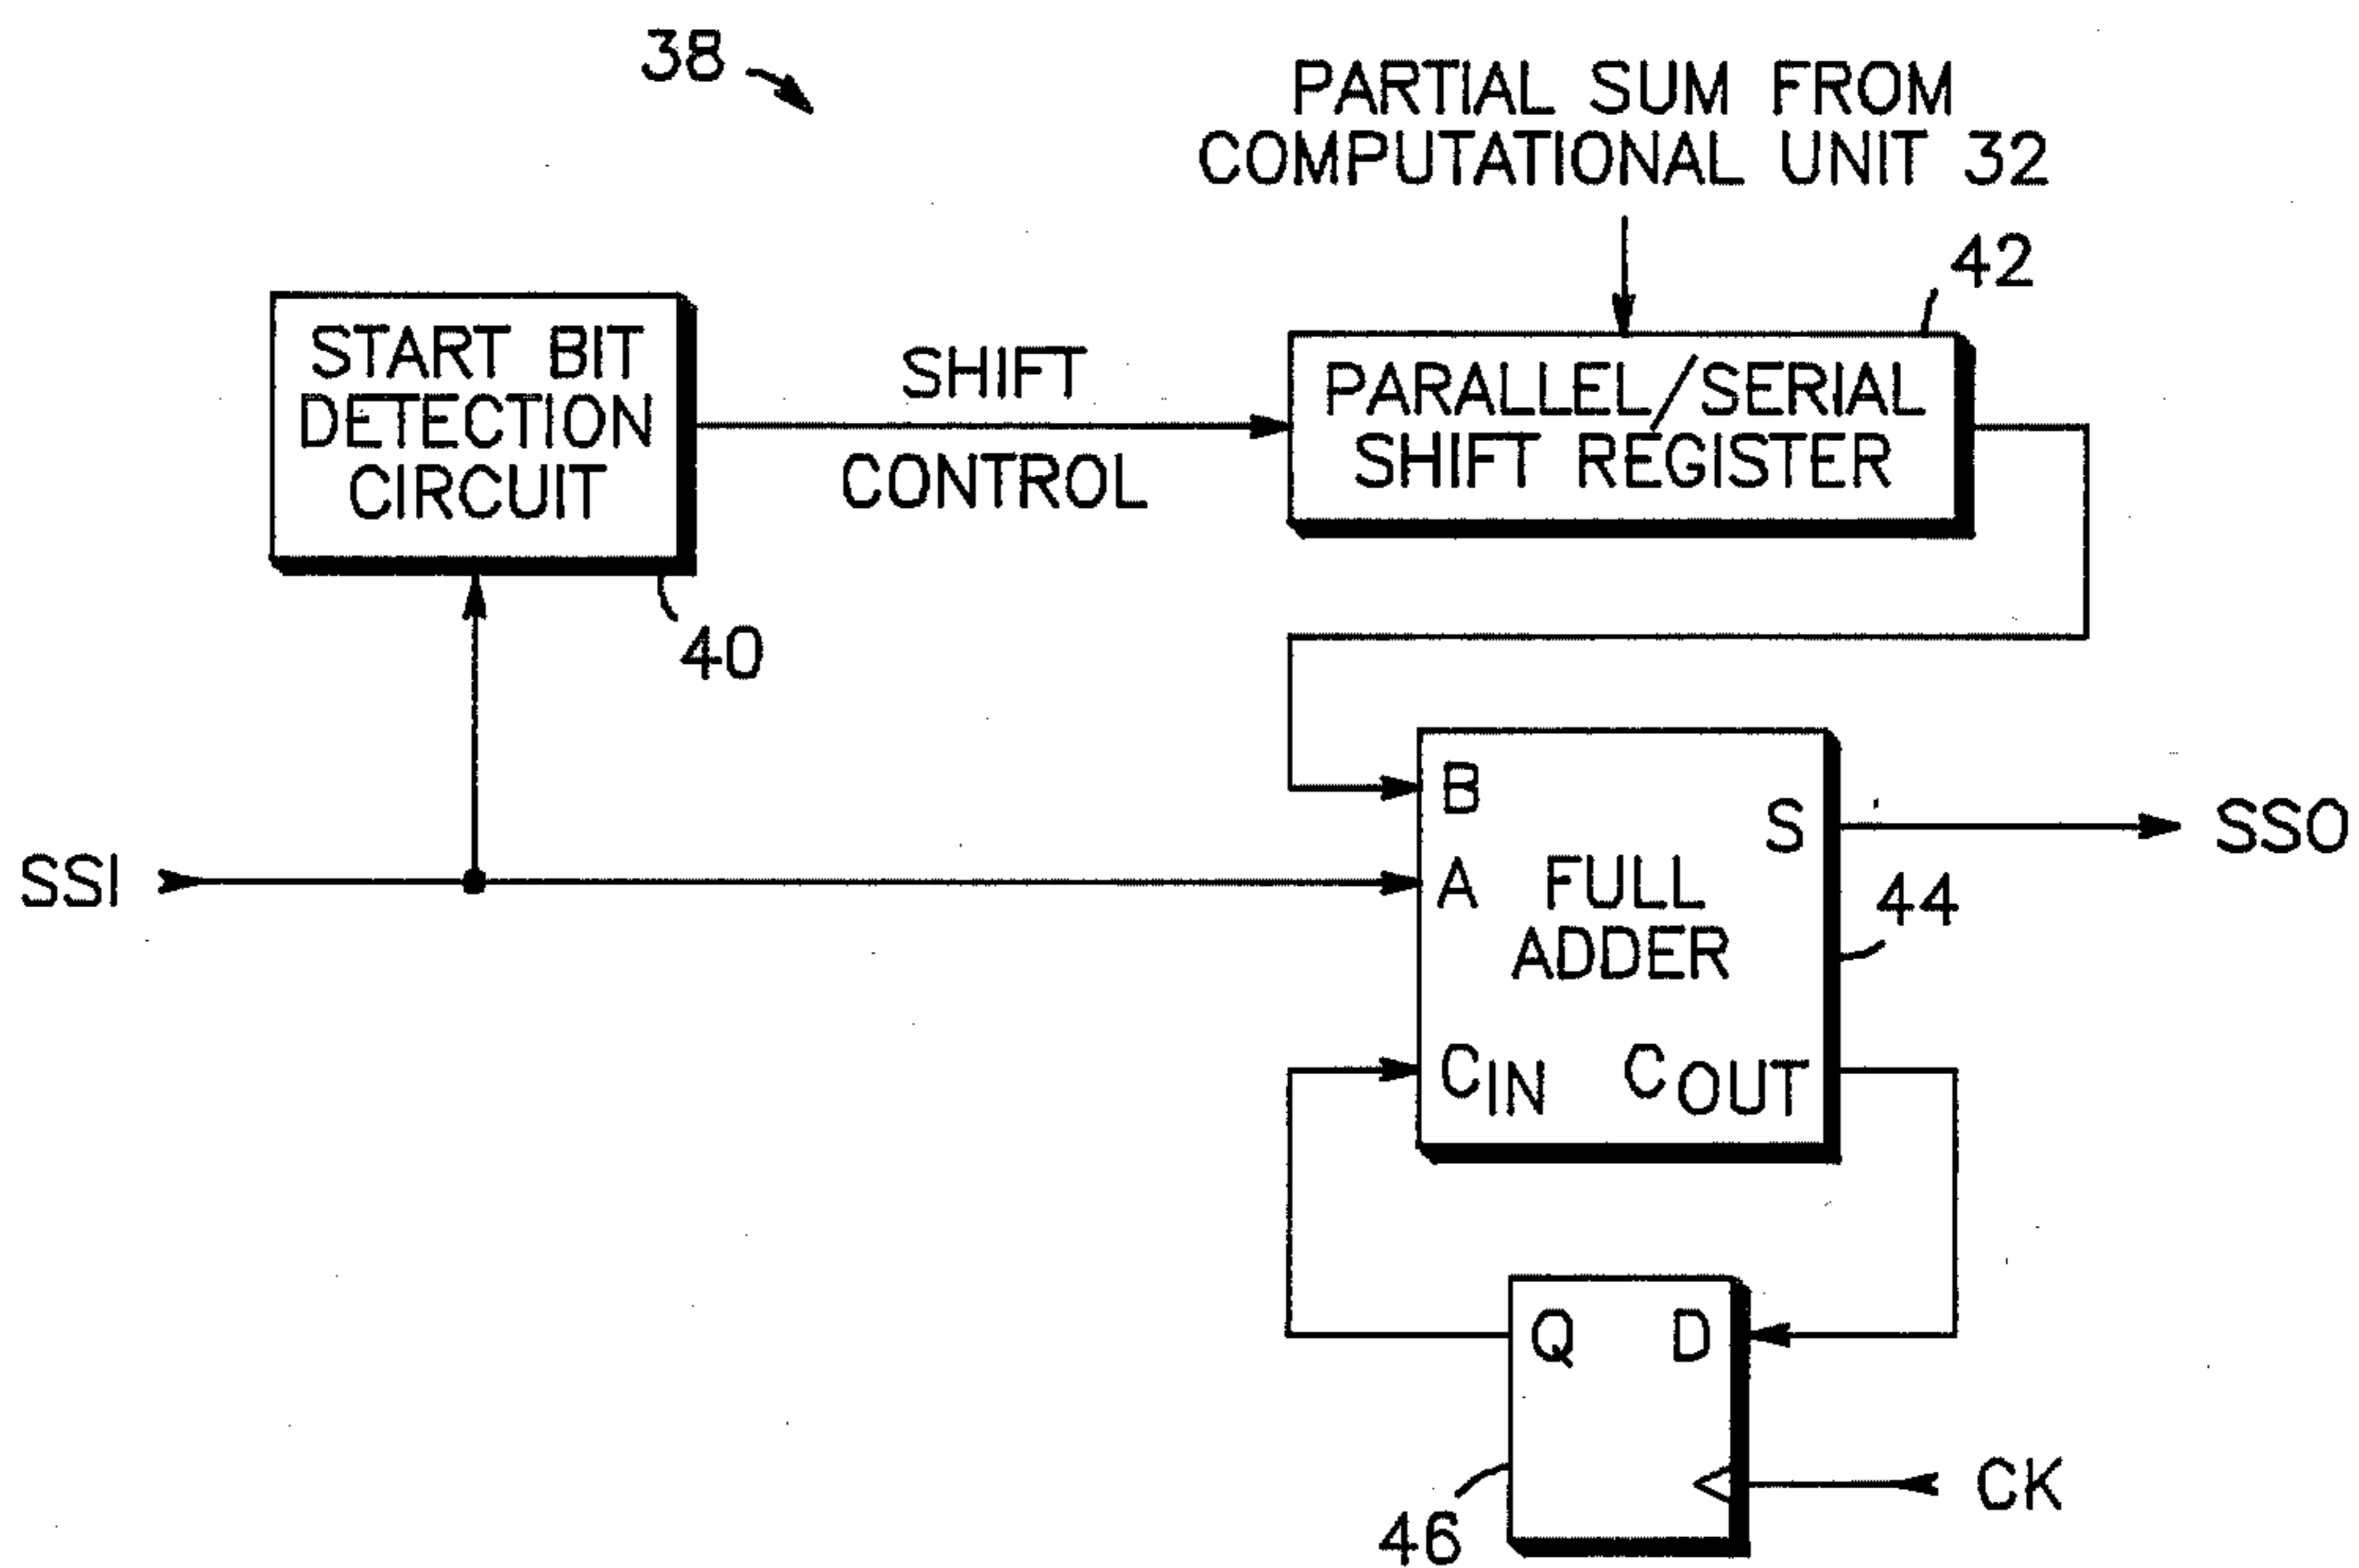 38
PARTIAL SUM FROM
COMPUTATIONAL UNIT 32
42
START BIT
DETECTION
CIRCUIT
SHIFT
CONTROL
PARALLEL/SERIAL
SHIFT REGISTER
40
B
S
SSO
SSI
A
FULL
ADDER
44
CIN
COUT
Q
D
CK
46